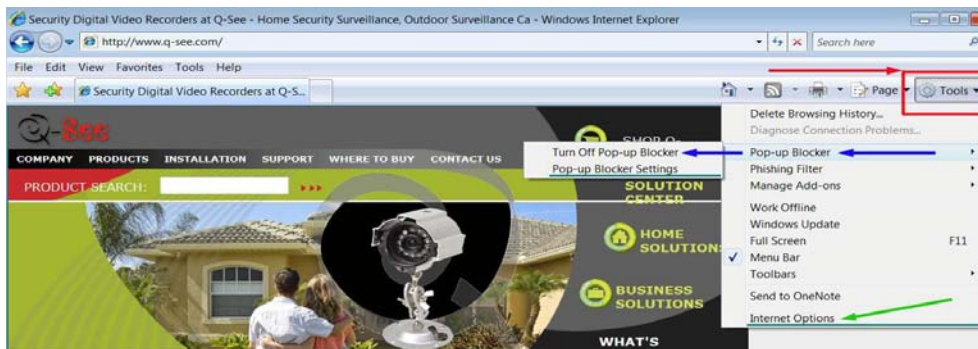 Security Digital Video Recorders at Q-See - Home Security Surveillance, Outdoor Surveillance Ca - Windows Internet Explorer
http://www.q-see.com/
Search here
File Edit View Favorites Tools Help
Security Digital Video Recorders at Q-S...
Page
Tools
Q-See
COMPANY PRODUCTS INSTALLATION SUPPORT WHERE TO BUY CONTACT US
PRODUCT SEARCH:
SHOP Q-
SOLUTION
CENTER
HOME
SOLUTION
BUSINESS
SOLUTIONS
WHAT'S
Turn Off Pop-up Blocker
Pop-up Blocker Settings
Delete Browsing History...
Diagnose Connection Problems...
Pop-up Blocker
Phishing Filter
Manage Add-ons
Work Offline
Windows Update
Full Screen F11
Menu Bar
Toolbars
Send to OneNote
Internet Options